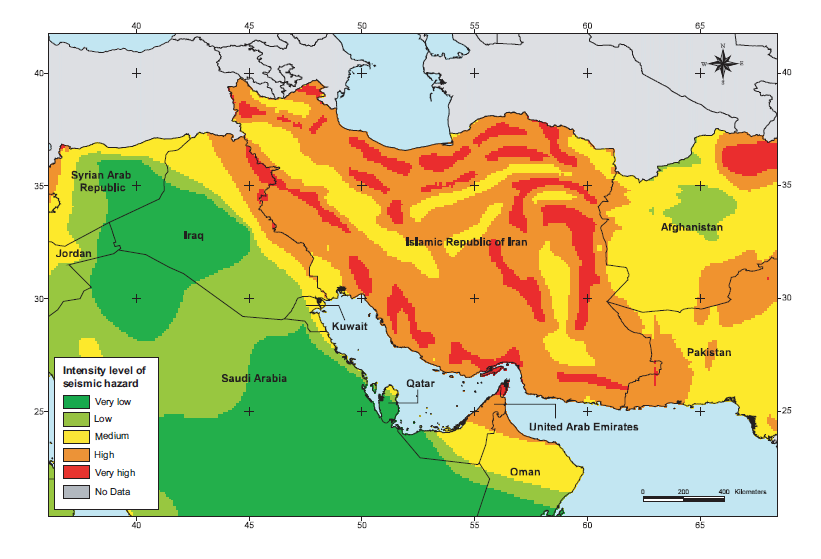 40 45 50 55 60 65
N
W E
S
40 40
Syrian Arab
Republic
35 35
Iraq
Afghanistan
Islamic Republic of Iran
Jordan
30 30
Kuwait
Pakistan
Intensity level of
seismic hazard
Very low
Low
Medium
High
Very high
No Data
Saudi Arabia
Qatar
25 25
United Arab Emirates
Oman
0 200 400 Kilometers
40 45 50 55 60 65